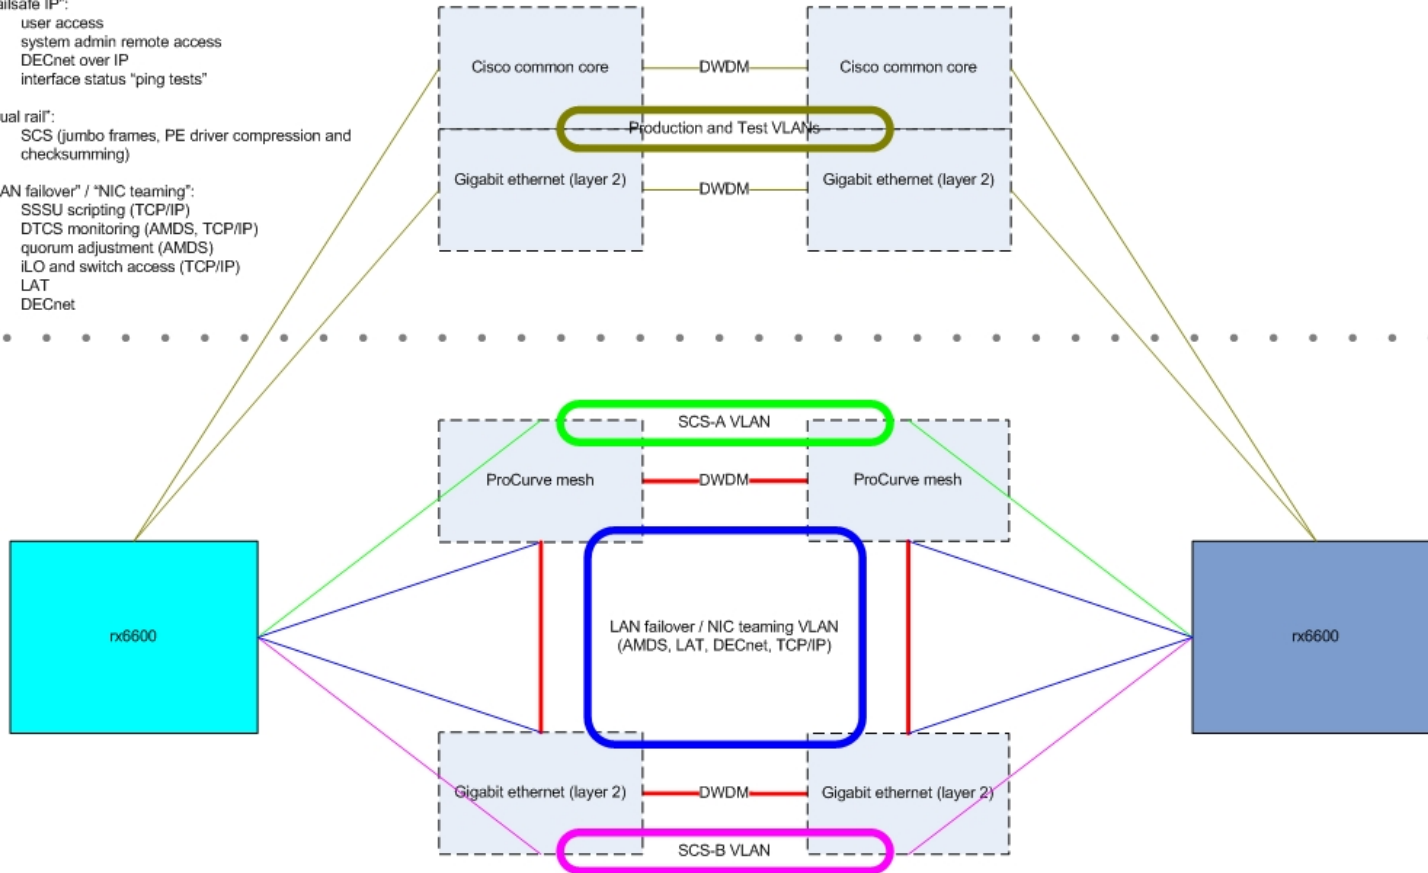 ailsafe IP":
user access
system admin remote access
DECnet over IP
interface status "ping tests"
ual rail":
SCS (jumbo frames, PE driver compression and
checksumming)
AN failover" / "NIC teaming":
SSSU scripting (TCP/IP)
DTCS monitoring (AMDS, TCP/IP)
quorum adjustment (AMDS)
iLO and switch access (TCP/IP)
LAT
DECnet
Cisco common core
DWDM
Cisco common core
Production and Test VLANs
Gigabit ethernet (layer 2)
DWDM
Gigabit ethernet (layer 2)
SCS-A VLAN
ProCurve mesh
DWDM
ProCurve mesh
rx6600
LAN failover / NIC teaming VLAN
(AMDS, LAT, DECnet, TCP/IP)
rx6600
Gigabit ethernet (layer 2)
DWDM
Gigabit ethernet (layer 2)
SCS-B VLAN